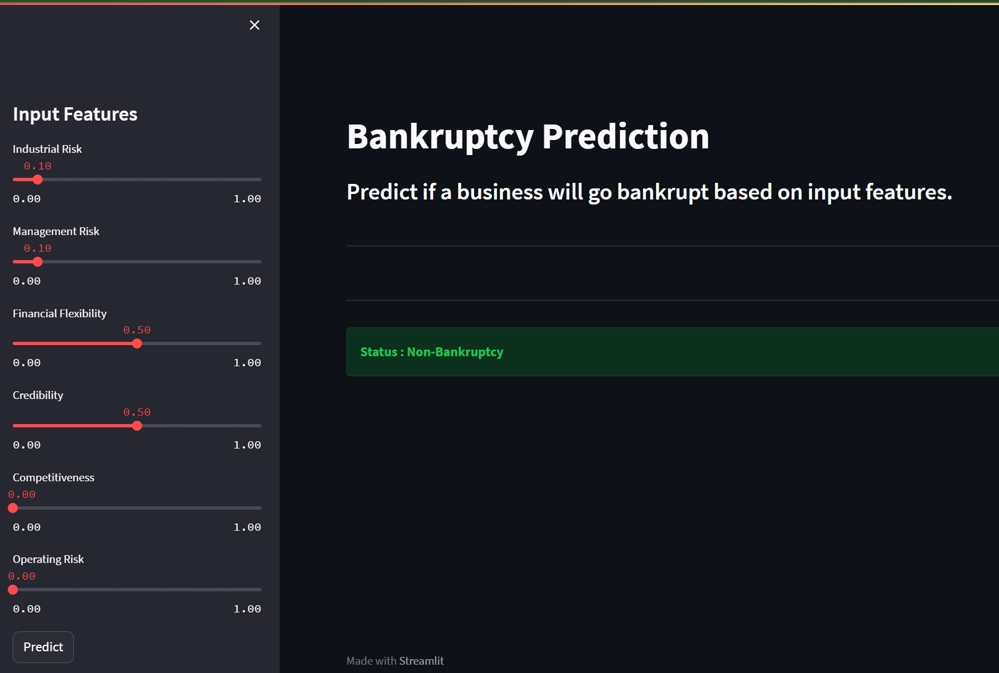 Input Features
Industrial Risk
0.10
0.00 1.00
Management Risk
0.10
0.00 1.00
Financial Flexibility
0.50
0.00 1.00
Credibility
0.50
0.00 1.00
Competitiveness
0.00
0.00 1.00
Operating Risk
0.00
0.00 1.00
Predict
Bankruptcy Prediction
Predict if a business will go bankrupt based on input features.
Status : Non-Bankruptcy
Made with Streamlit